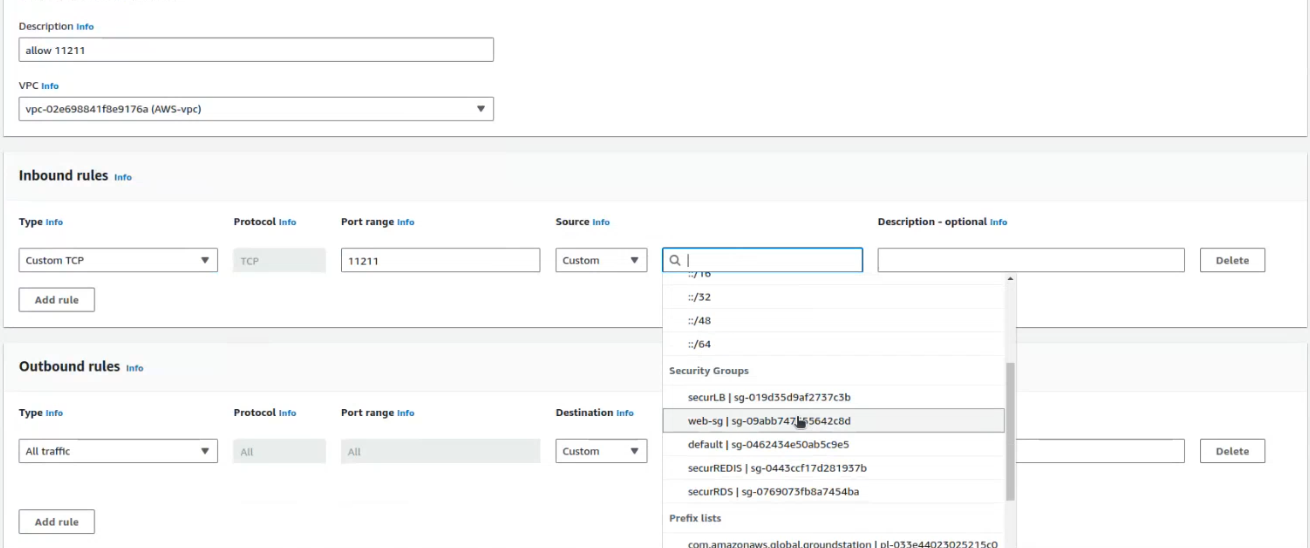 Description Info
allow 11211
VPC Info
vpc-02e698841f8e9176a (AWS-vpc)
Inbound rules Info
Type Info Protocol Info Port range Info Source Info Description - optional Info
Custom TCP TCP 11211 Custom Delete
::/16
::/32
Add rule
::/48
::/64
Outbound rules Info
Security Groups
securLB | sg-019d35d9af2737c3b
Type Info Protocol Info Port range Info Destination Info
web-sg |
default | sg-0462434e50ab5c9e5
All traffic All All Custom Delete
securREDIS | sg-0443ccf17d281937b
securRDS | sg-0769073fb8a7454ba
Prefix lists
Add rule
com.amazonaws.global.groundstation | pl-033e44023025215c0